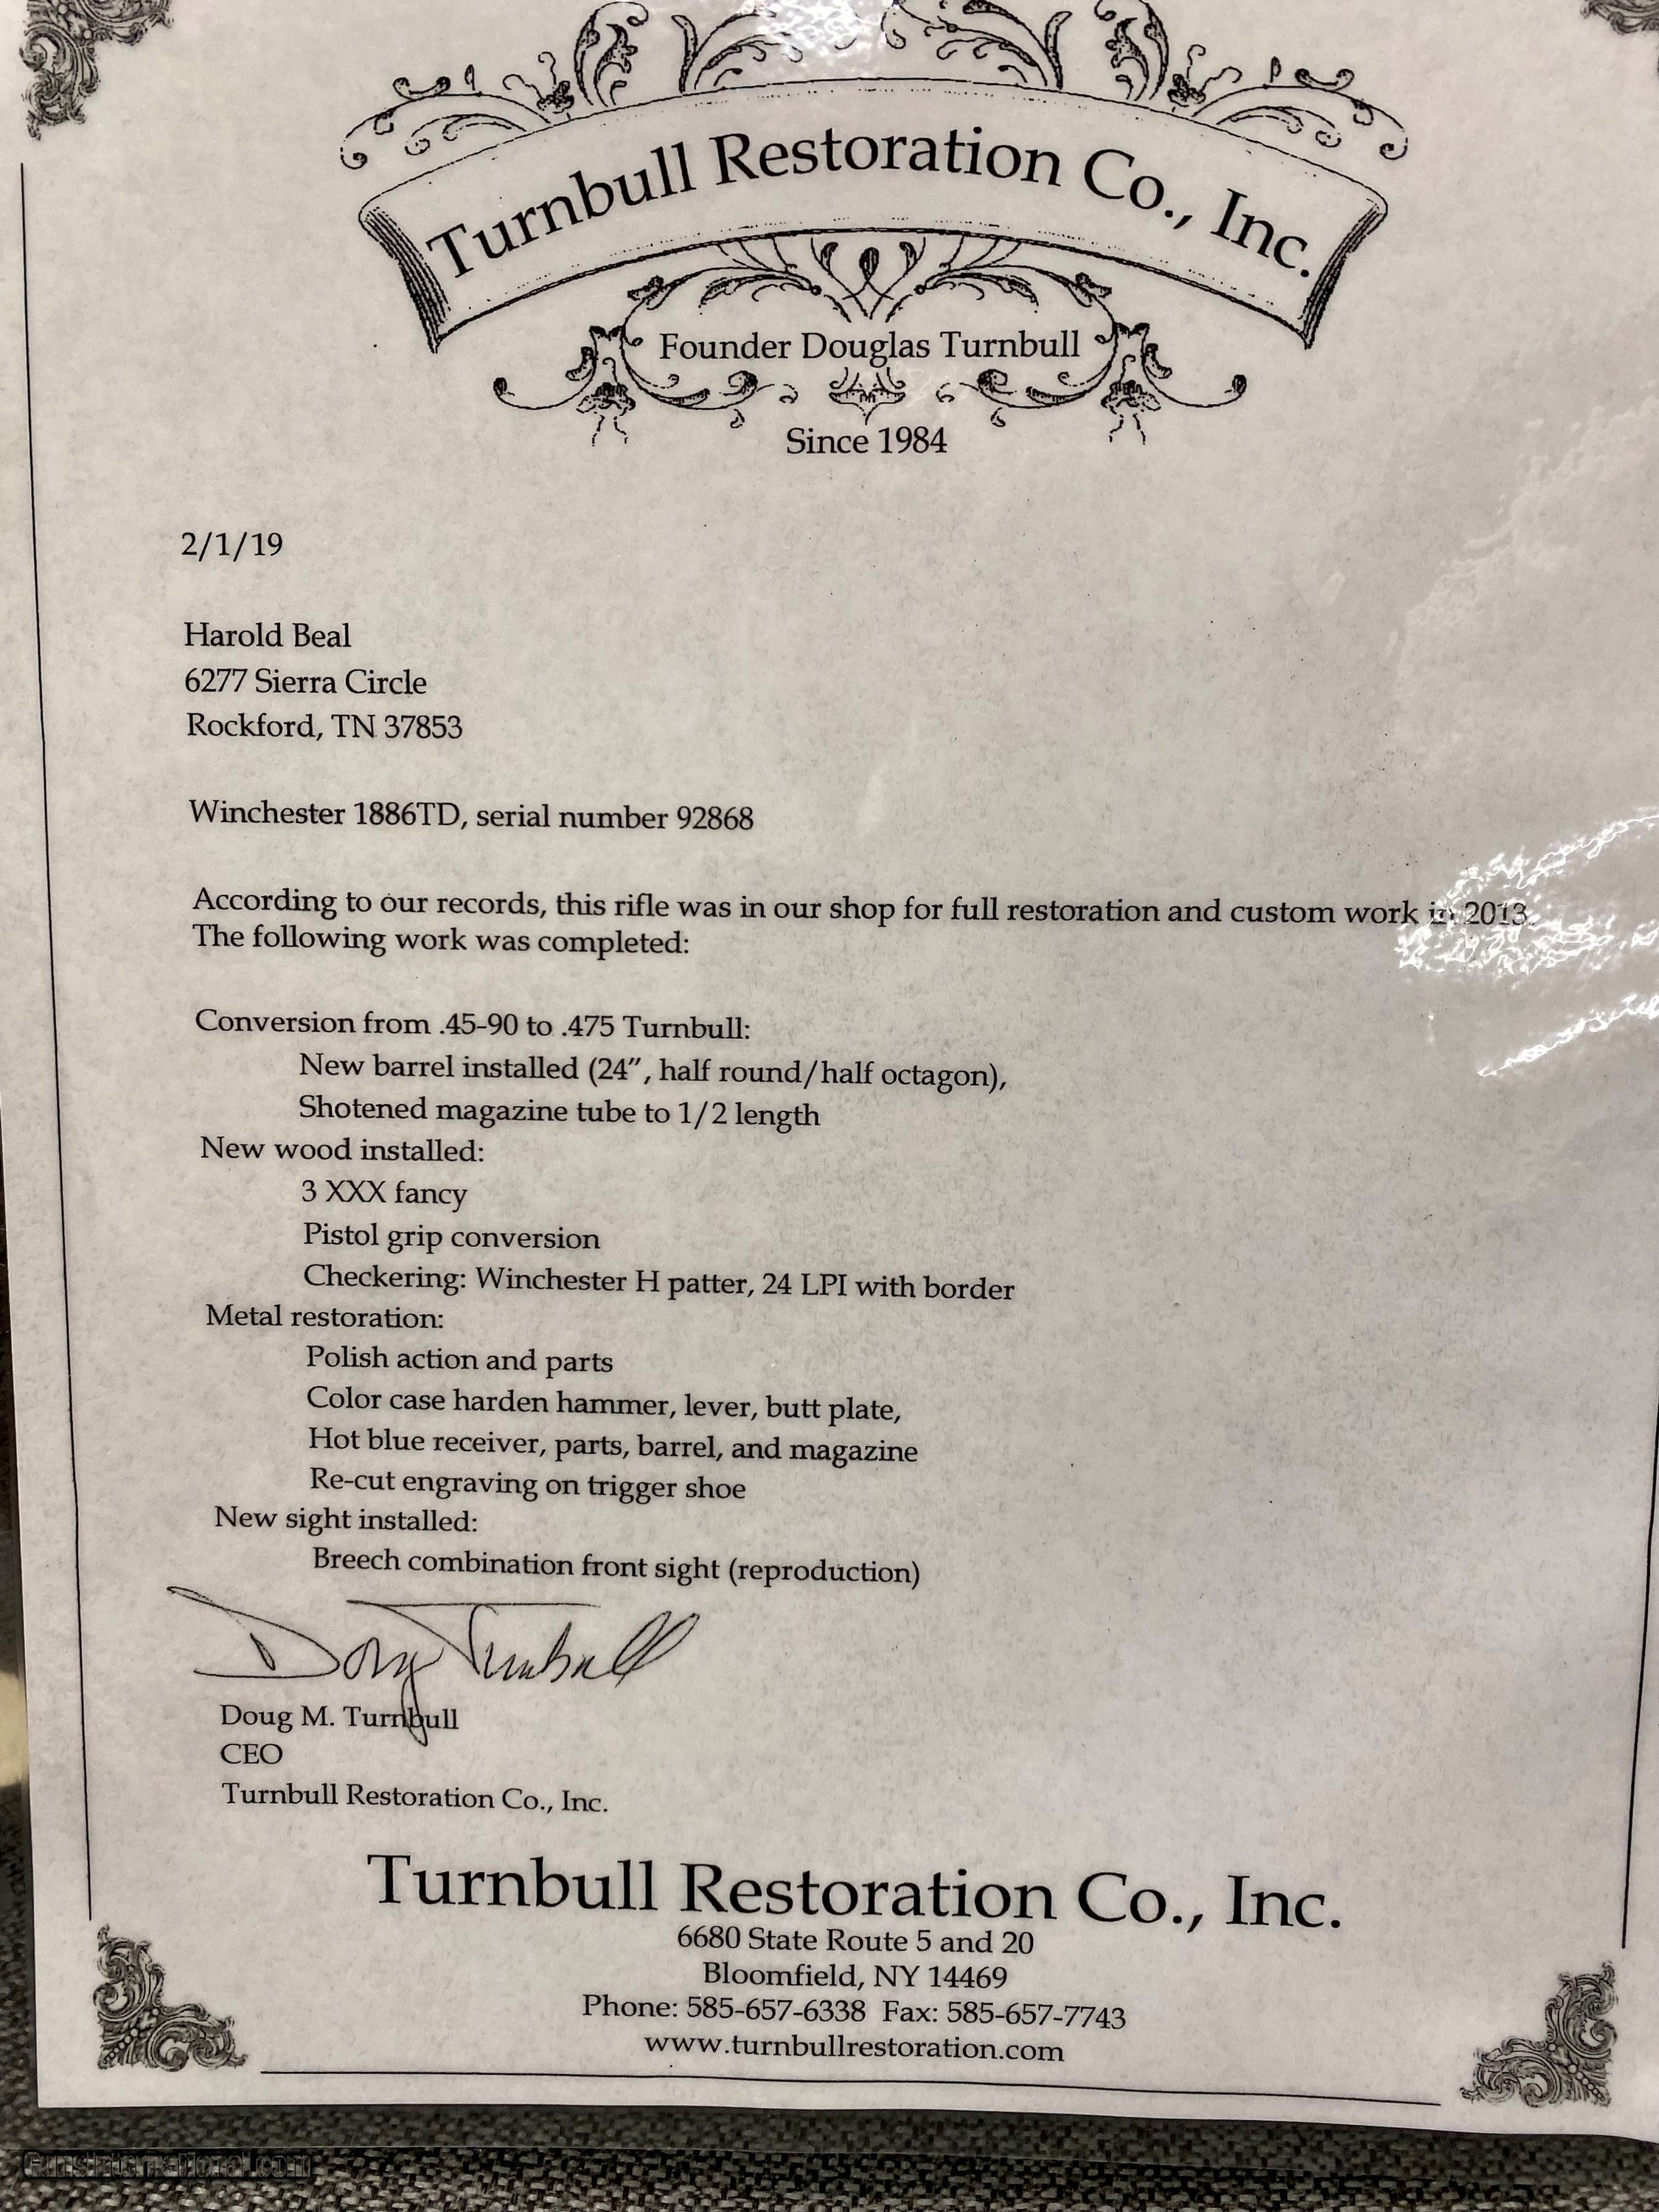 Turnbull Restoration Co., Inc.
Founder Douglas Turnbull
Since 1984
2/1/19
Harold Beal
6277 Sierra Circle
Rockford, TN 37853
Winchester 1886TD, serial number 92868
According to our records, this rifle was in our shop for full restoration and custom work in 2013.
The following work was completed:
Conversion from .45-90 to .475 Turnbull:
New barrel installed (24”, half round/half octagon),
Shotened magazine tube to 1/2 length
New wood installed:
3 XXX fancy
Pistol grip conversion
Checkering: Winchester H patter, 24 LPI with border
Metal restoration:
Polish action and parts
Color case harden hammer, lever, butt plate,
Hot blue receiver, parts, barrel, and magazine
Re-cut engraving on trigger shoe
New sight installed:
Breech combination front sight (reproduction)
Doug Turnbull
Doug M. Turnbull
CEO
Turnbull Restoration Co., Inc.
Turnbull Restoration Co., Inc.
6680 State Route 5 and 20
Bloomfield, NY 14469
Phone: 585-657-6338 Fax: 585-657-7743
www.turnbullrestoration.com
GunsInternational.com